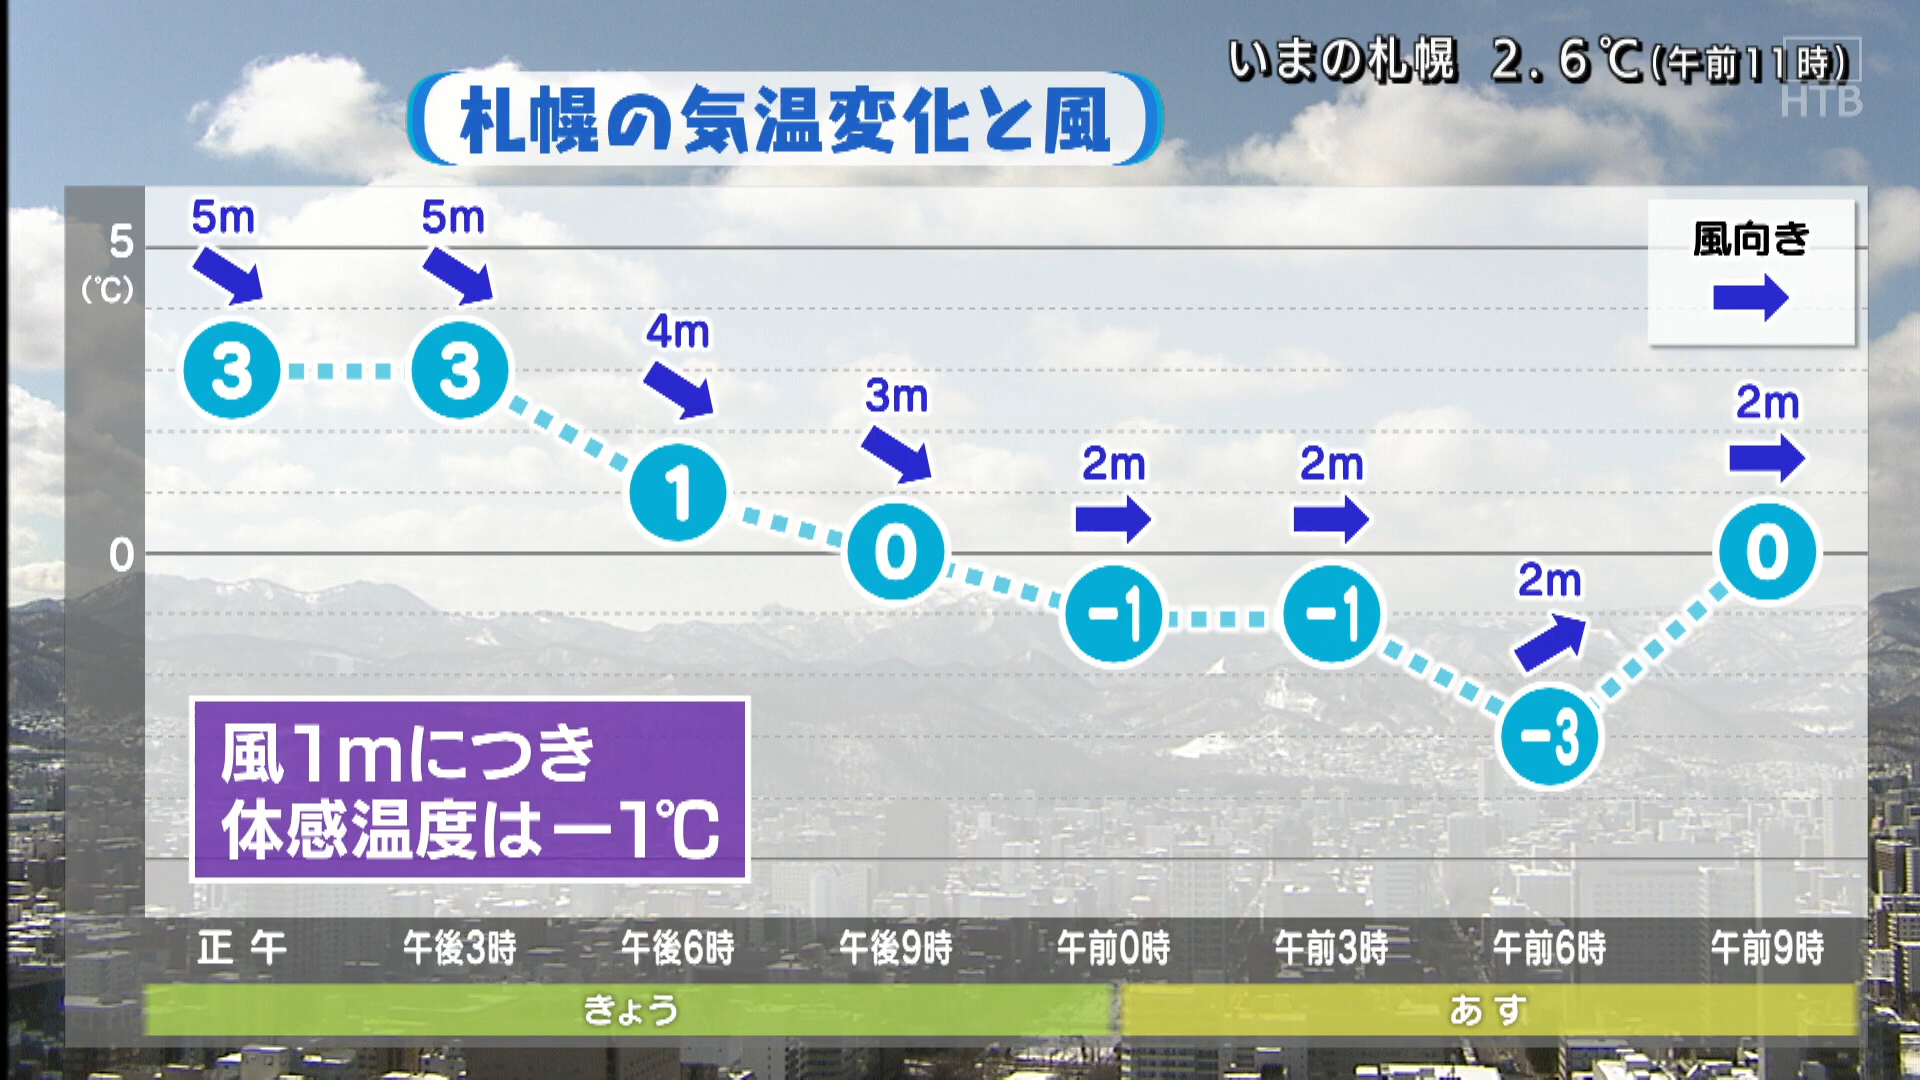 いまの札幌 2.6℃(午前11時)
HTB
札幌の気温変化と風
5m
5m
4m
3m
2m
2m
2m
2m
風向き
5
(℃)
0
3
3
1
0
-1
-1
-3
0
風1mにつき
体感温度は-1℃
正午
午後3時
午後6時
午後9時
午前0時
午前3時
午前6時
午前9時
きょう
あす